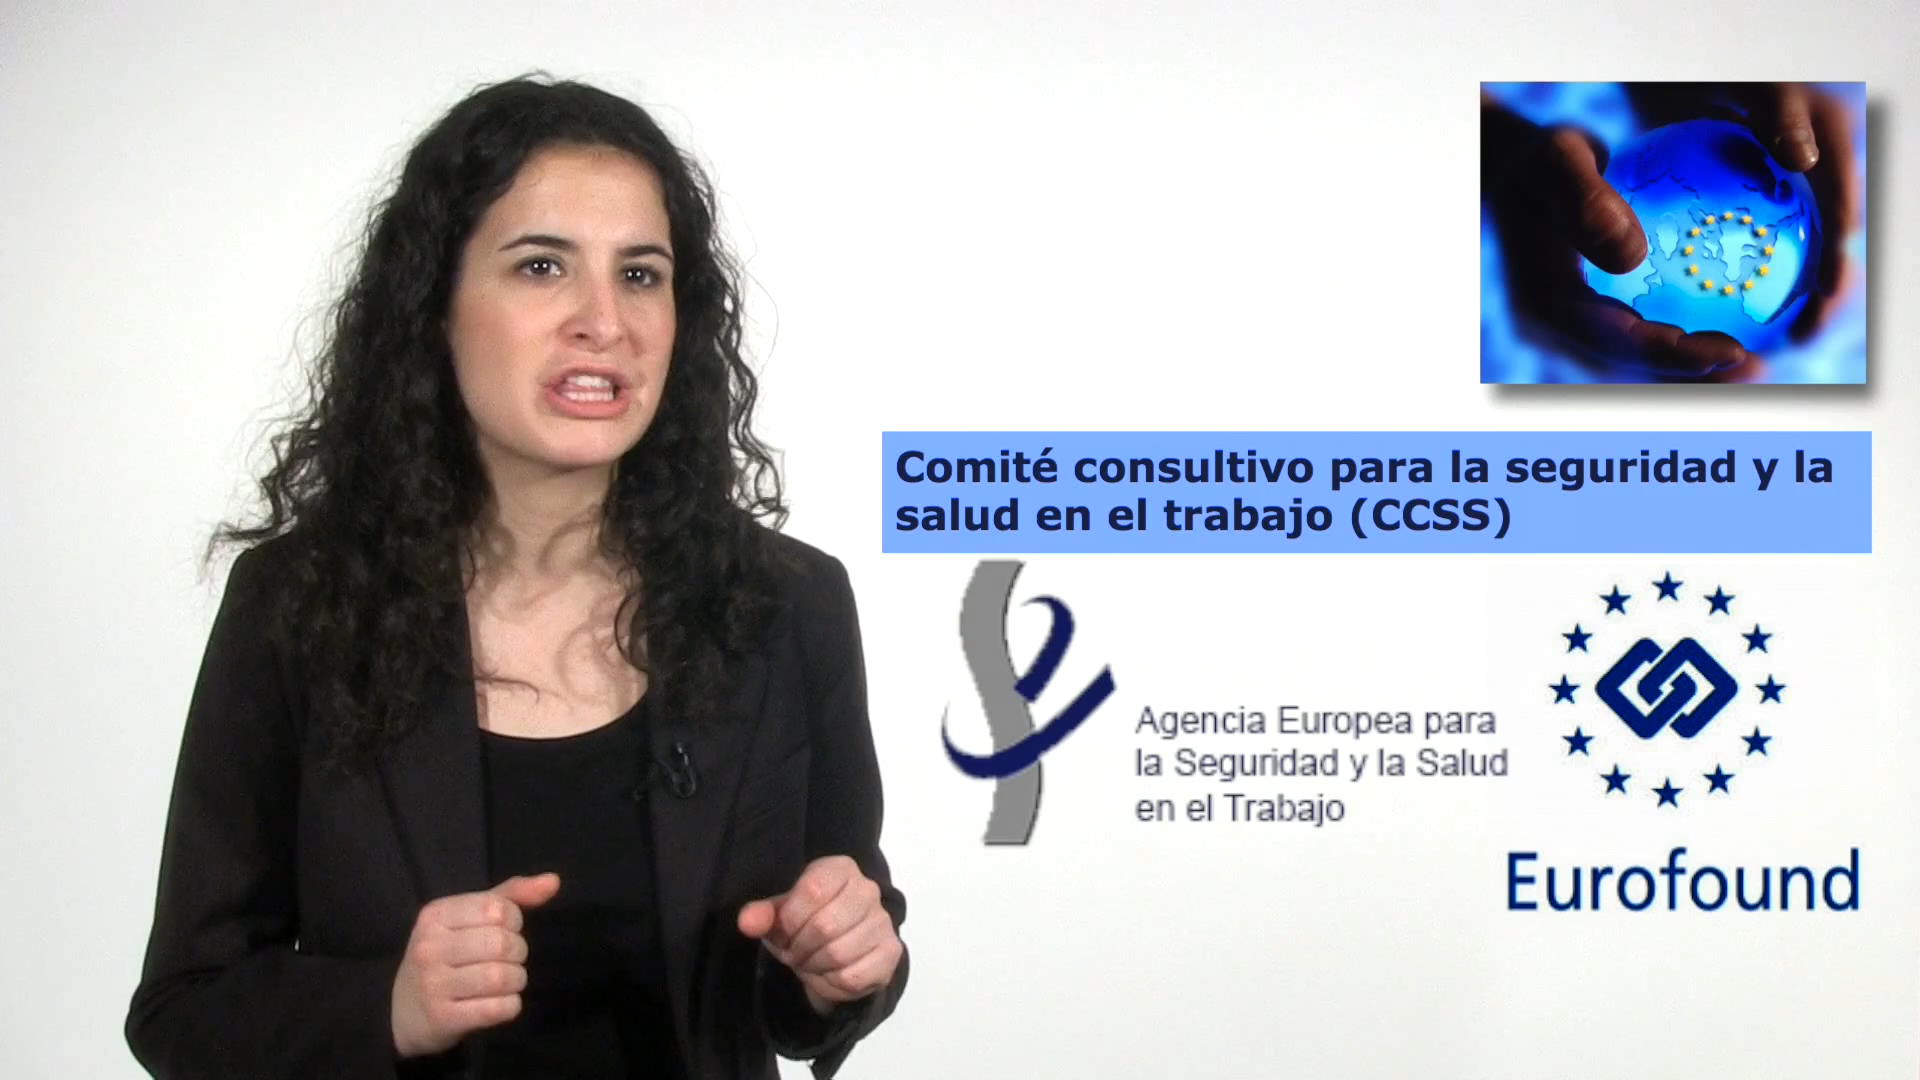 Comité consultivo para la seguridad y la
salud en el trabajo (CCSS)
Agencia Europea para
la Seguridad y la Salud
en el Trabajo
Eurofound